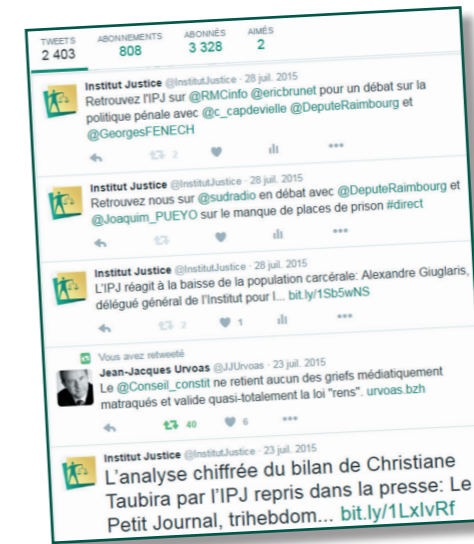 TWEETS ABONNEMENTS ABONNÉS AIMÉS
2 403 808 3 328 2
Institut Justice @InstitutJustice · 28 juil. 2015
Retrouvez l'IPJ sur @RMCinfo @ericbrunet pour un débat sur la
politique pénale avec @c_capdevielle @DeputeRaimbourg et
@GeorgesFENECH
2
Institut Justice @InstitutJustice · 28 juil. 2015
Retrouvez nous sur @sudradio en débat avec @DeputeRaimbourg et
@Joaquim_PUEYO sur le manque de places de prison #direct
Institut Justice @InstitutJustice · 28 juil. 2015
L'IPJ réagit à la baisse de la population carcérale: Alexandre Giuglaris,
délégué général de l'Institut pour l... bit.ly/1Sb5wNS
2 1
Vous avez retweeté
Jean-Jacques Urvoas @JJUrvoas · 23 juil. 2015
Le @Conseil_constit ne retient aucun des griefs médiatiquement
matraqués et valide quasi-totalement la loi "rens". urvoas.bzh
40 6
Institut Justice @InstitutJustice · 23 juil. 2015
L'analyse chiffrée du bilan de Christiane
Taubira par l'IPJ repris dans la presse: Le
Petit Journal, trihebdom... bit.ly/1LxIvRf